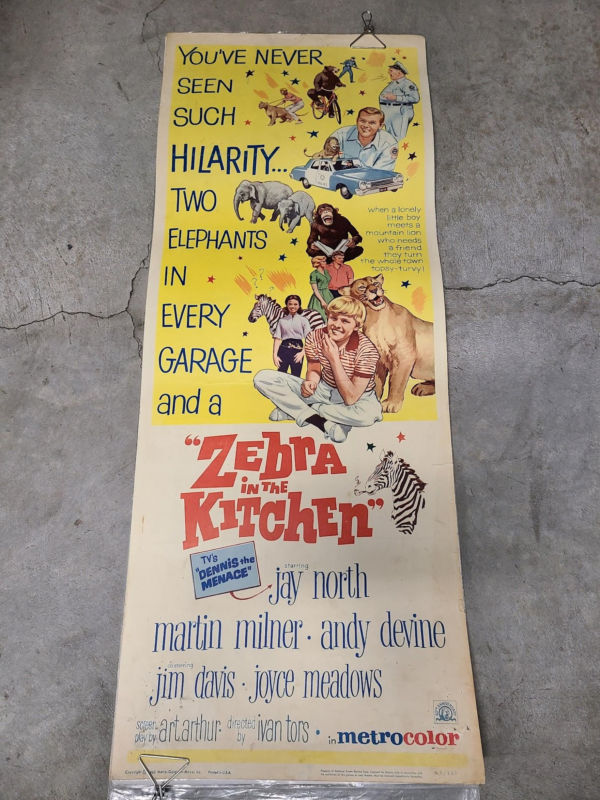 YOU'VE NEVER
SEEN
SUCH
HILARITY...
TWO
ELEPHANTS
IN
EVERY
GARAGE
and a
when a lonely
little boy
meets a
mountain lion
who needs
a friend
they turn
the whole town
topsy-turvy!
"ZEbrA
IN THE
KITCHEN"
TV's
"DENNIS the
MENACE"
starring
jay north
martin milner · andy devine
jim davis · joyce meadows
screen
play by art arthur · directed
by ivan tors · in metrocolor